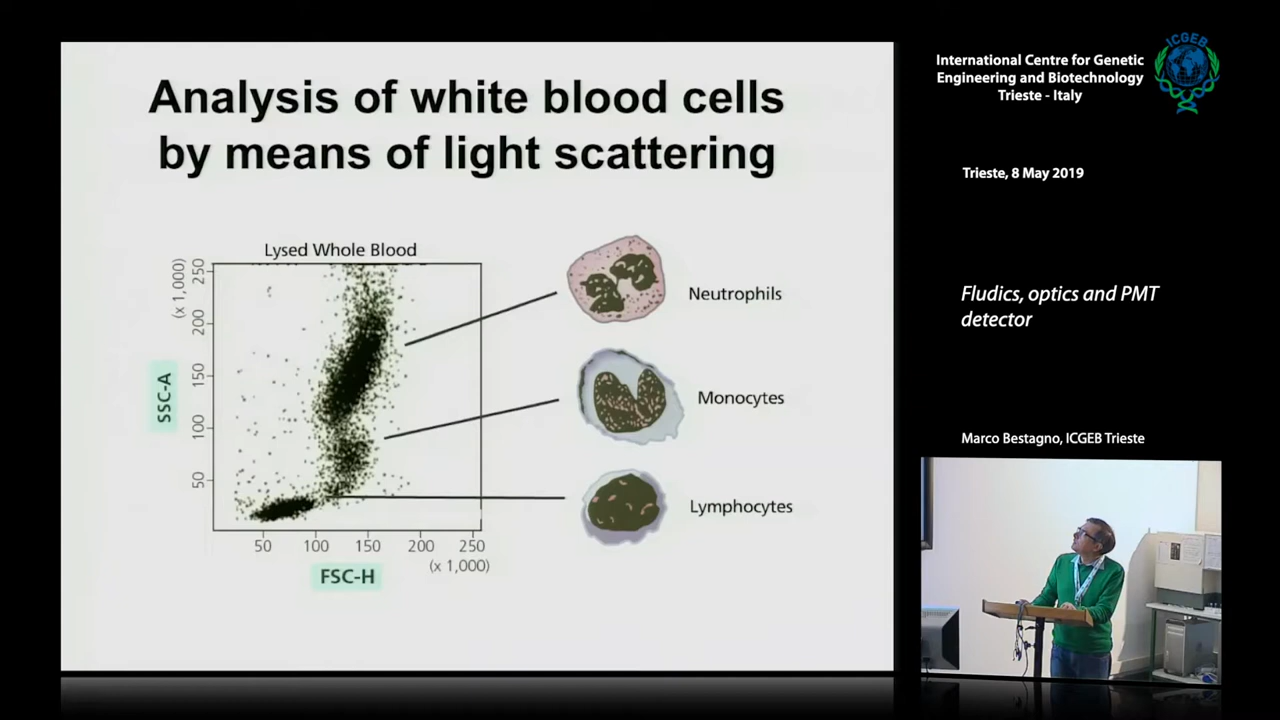 Analysis of white blood cells
by means of light scattering
Lysed Whole Blood
(x 1,000)
250
200
150
100
50
SSC-A
50 100 150 200 250
(x 1,000)
FSC-H
Neutrophils
Monocytes
Lymphocytes
International Centre for Genetic
Engineering and Biotechnology
Trieste - Italy
ICGEB
Trieste, 8 May 2019
Fludics, optics and PMT
detector
Marco Bestagno, ICGEB Trieste